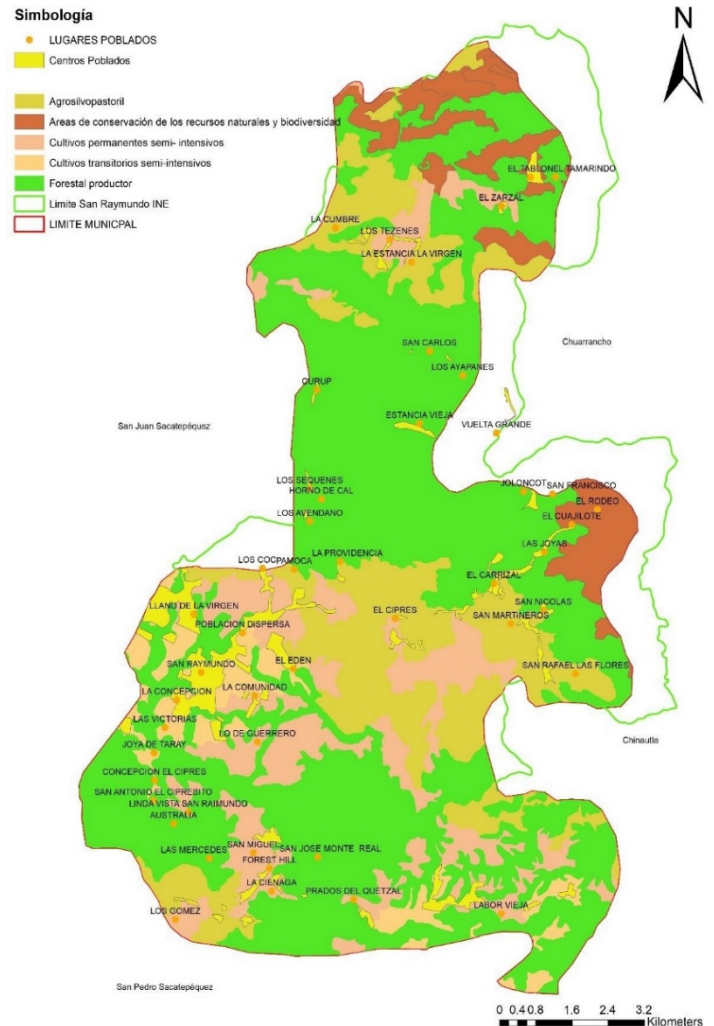 Simbología
LUGARES POBLADOS
Centros Poblados
Agrosilvopastoril
Areas de conservación de los recursos naturales y biodiversidad
Cultivos permanentes semi- intensivos
Cultivos transitorios semi-intensivos
Forestal productor
Limite San Raymundo INE
LIMITE MUNICPAL
N
EL TABLONEL TAMARINDO
EL ZARZAL
LA CUMBRE
LOS TEZENES
LA ESTANCIA LA VIRGEN
SAN CARLOS
Chuarrancho
LOS AYAPANES
CURUP
ESTANCIA VIEJA
San Juan Sacatepéquez
VUELTA GRANDE
LOS SEQUENES
JOLONCOT
SAN FRANCISCO
HORNO DE CAL
EL RODEO
LOS AVENDANO
EL CUAJILOTE
LA PROVIDENCIA
LAS JOYAS
LOS COC
PAMOCA
EL CARRIZAL
LLANO DE LA VIRGEN
EL CIPRES
SAN NICOLAS
POBLACION DISPERSA
SAN MARTINEROS
SAN RAYMUNDO
EL EDEN
SAN RAFAEL LAS FLORES
LA CONCEPCION
LA COMUNIDAD
LAS VICTORIAS
LO DE GUERRERO
Chinautla
JOYA DE TARAY
CONCEPCION EL CIPRES
SAN ANTONIO EL CIPREBITO
LINDA VISTA SAN RAIMUNDO
AUSTRALIA
LAS MERCEDES
SAN MIGUEL
SAN JOSE MONTE REAL
FOREST HILL
LA CIENAGA
PRADOS DEL QUETZAL
LOS GOMEZ
LABOR VIEJA
San Pedro Sacatepéquez
0 0.4 0.8 1.6 2.4 3.2
Kilometers